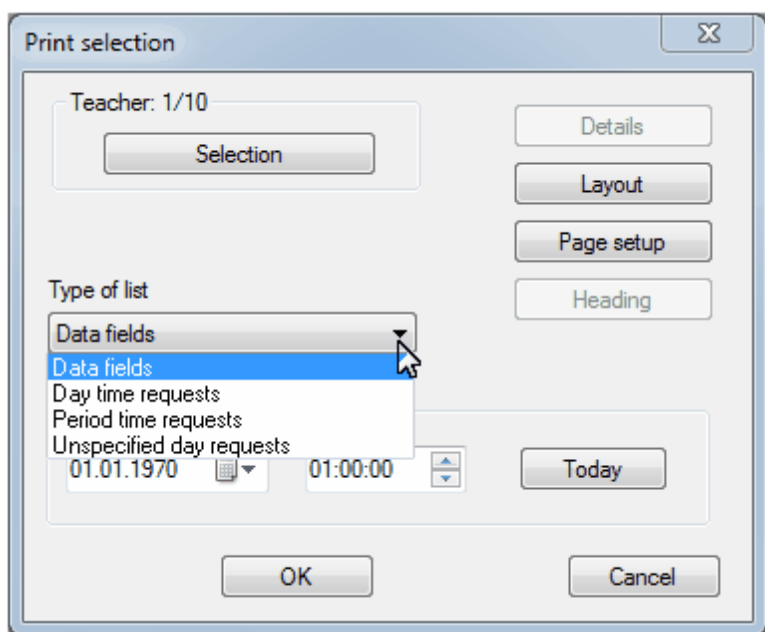 Print selection
Teacher: 1/10
Selection
Details
Layout
Page setup
Heading
Type of list
Data fields
Data fields
Day time requests
Period time requests
Unspecified day requests
01.01.1970 01:00:00 Today
OK Cancel